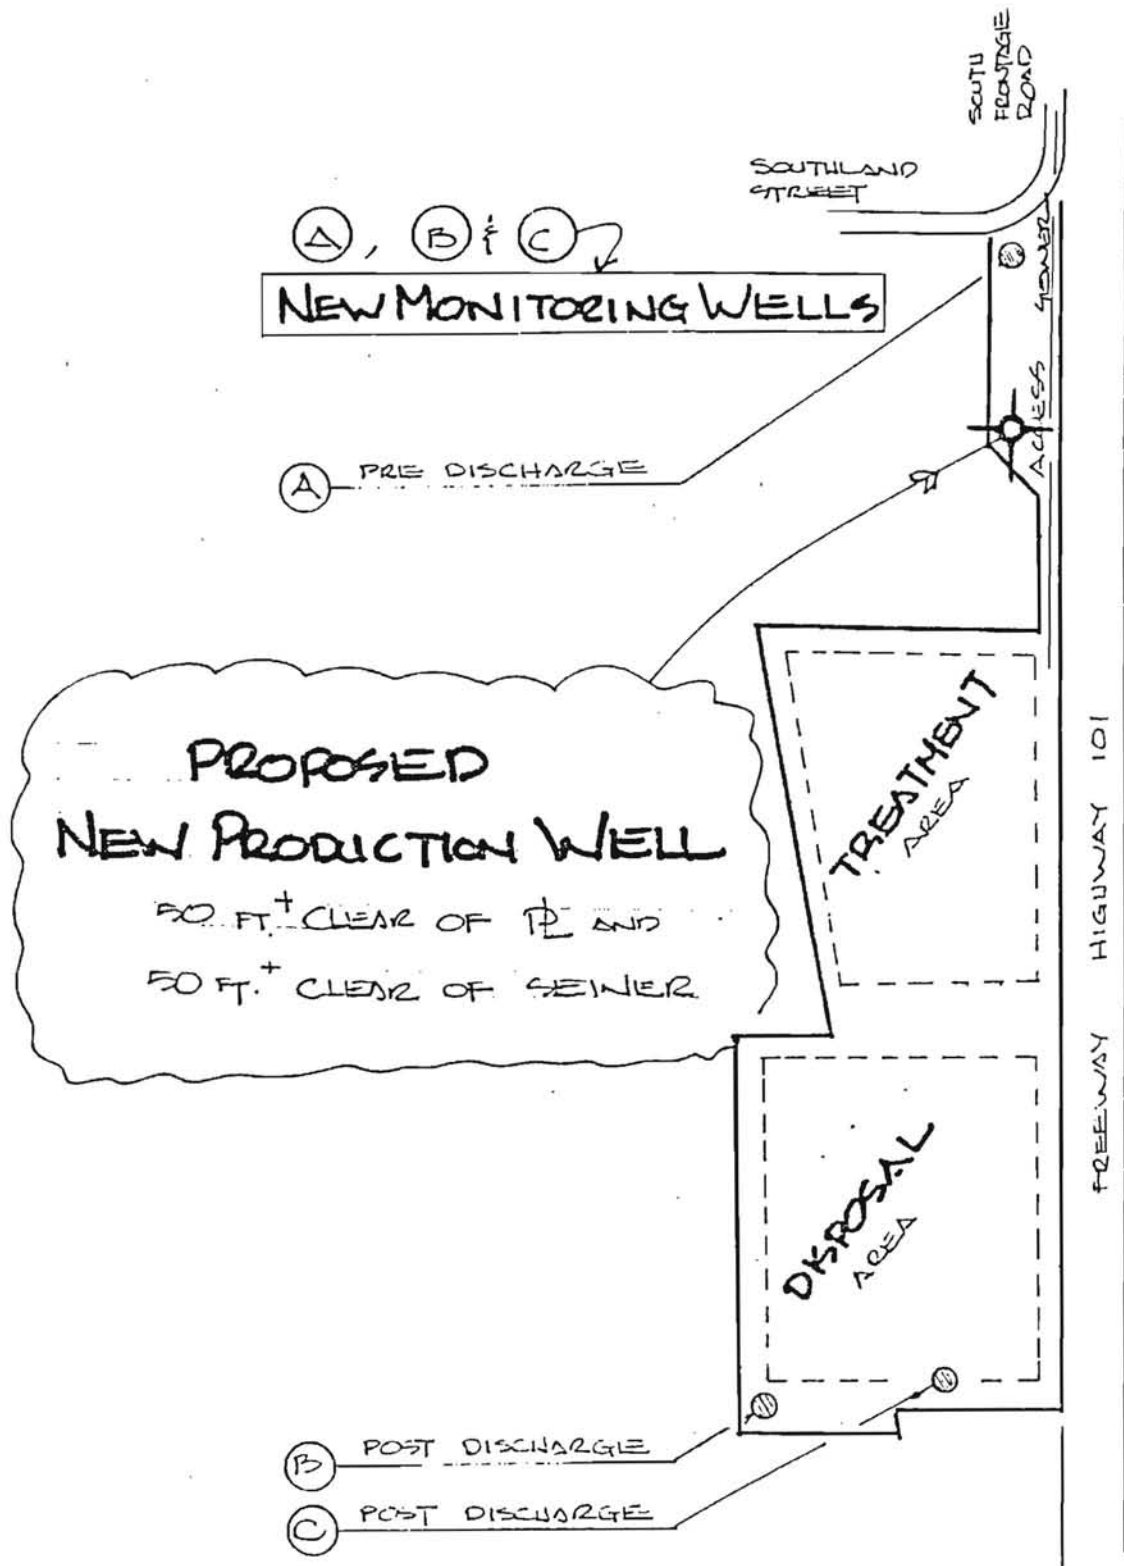 SOUTH
FRONTAGE
ROAD
SOUTHLAND
STREET
A, B & C
NEW MONITORING WELLS
SEWER
ACCESS
A PRE DISCHARGE
PROPOSED
NEW PRODUCTION WELL
50 FT.+ CLEAR OF PL AND
50 FT.+ CLEAR OF SEWER
TREATMENT
AREA
FREEWAY HIGHWAY 101
DISPOSAL
AREA
B POST DISCHARGE
C POST DISCHARGE